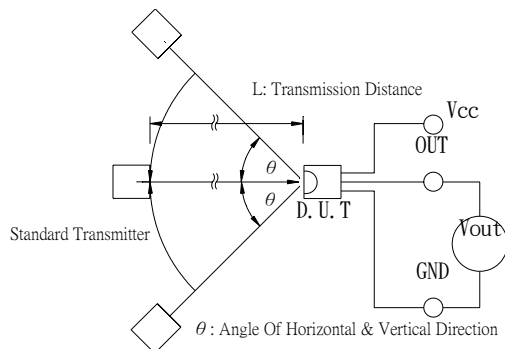 L: Transmission Distance
Vcc
OUT
θ
θ
D. U. T
Standard Transmitter
Vout
GND
θ : Angle Of Horizontal & Vertical Direction